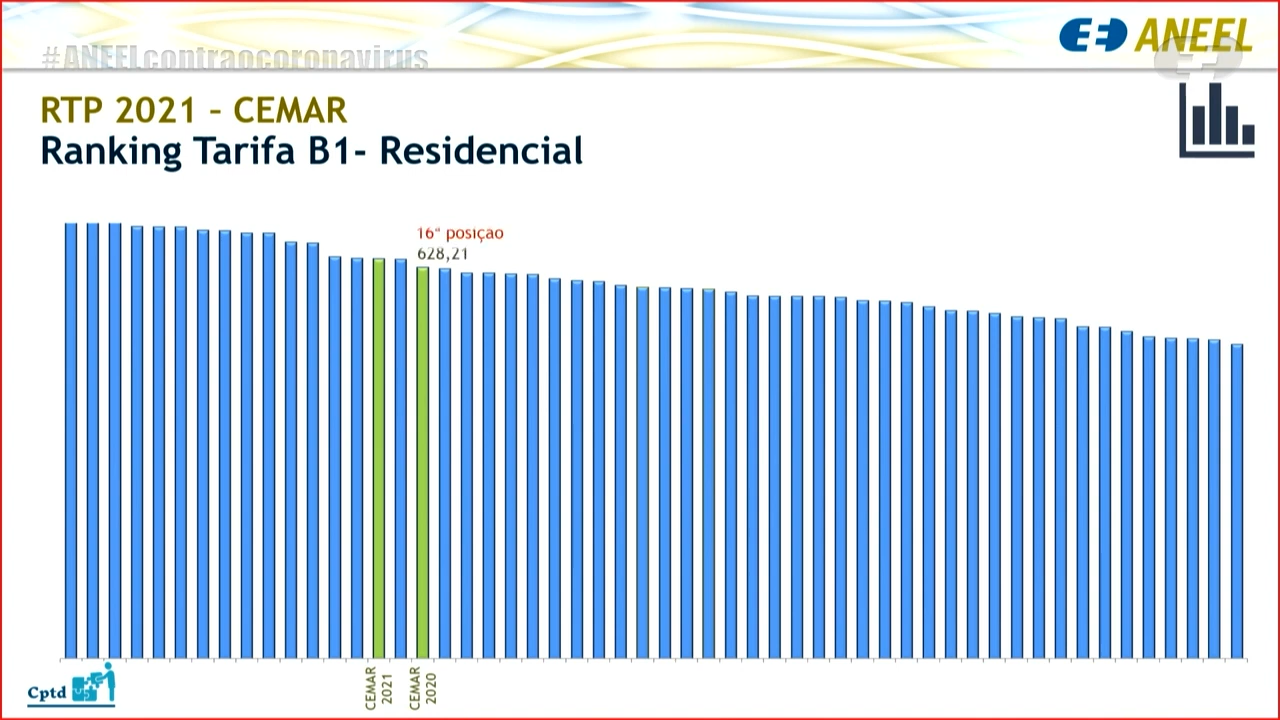 #ANEELcontraocoronavirus
ANEEL
RTP 2021 – CEMAR
Ranking Tarifa B1- Residencial
16ª posição
628,21
CEMAR
2021
CEMAR
2020
Cptd